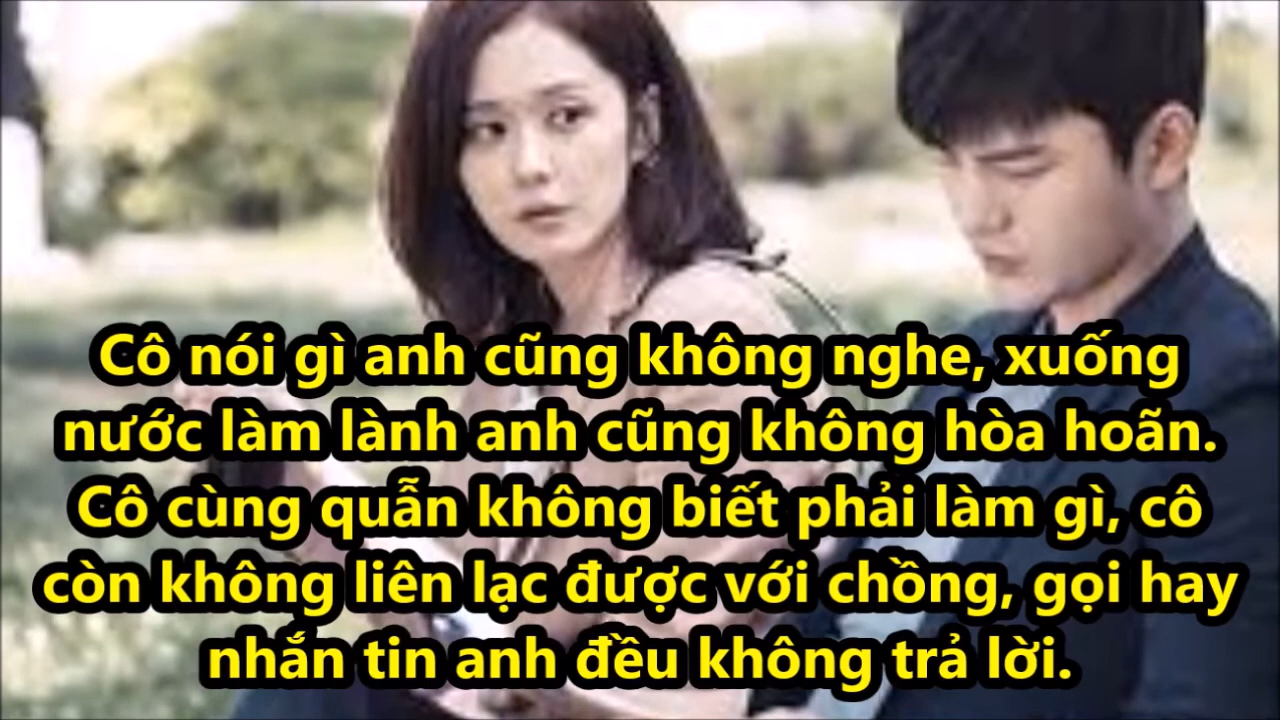 Cô nói gì anh cũng không nghe, xuống
nước làm lành anh cũng không hòa hoãn.
Cô cùng quẫn không biết phải làm gì, cô
còn không liên lạc được với chồng, gọi hay
nhắn tin anh đều không trả lời.